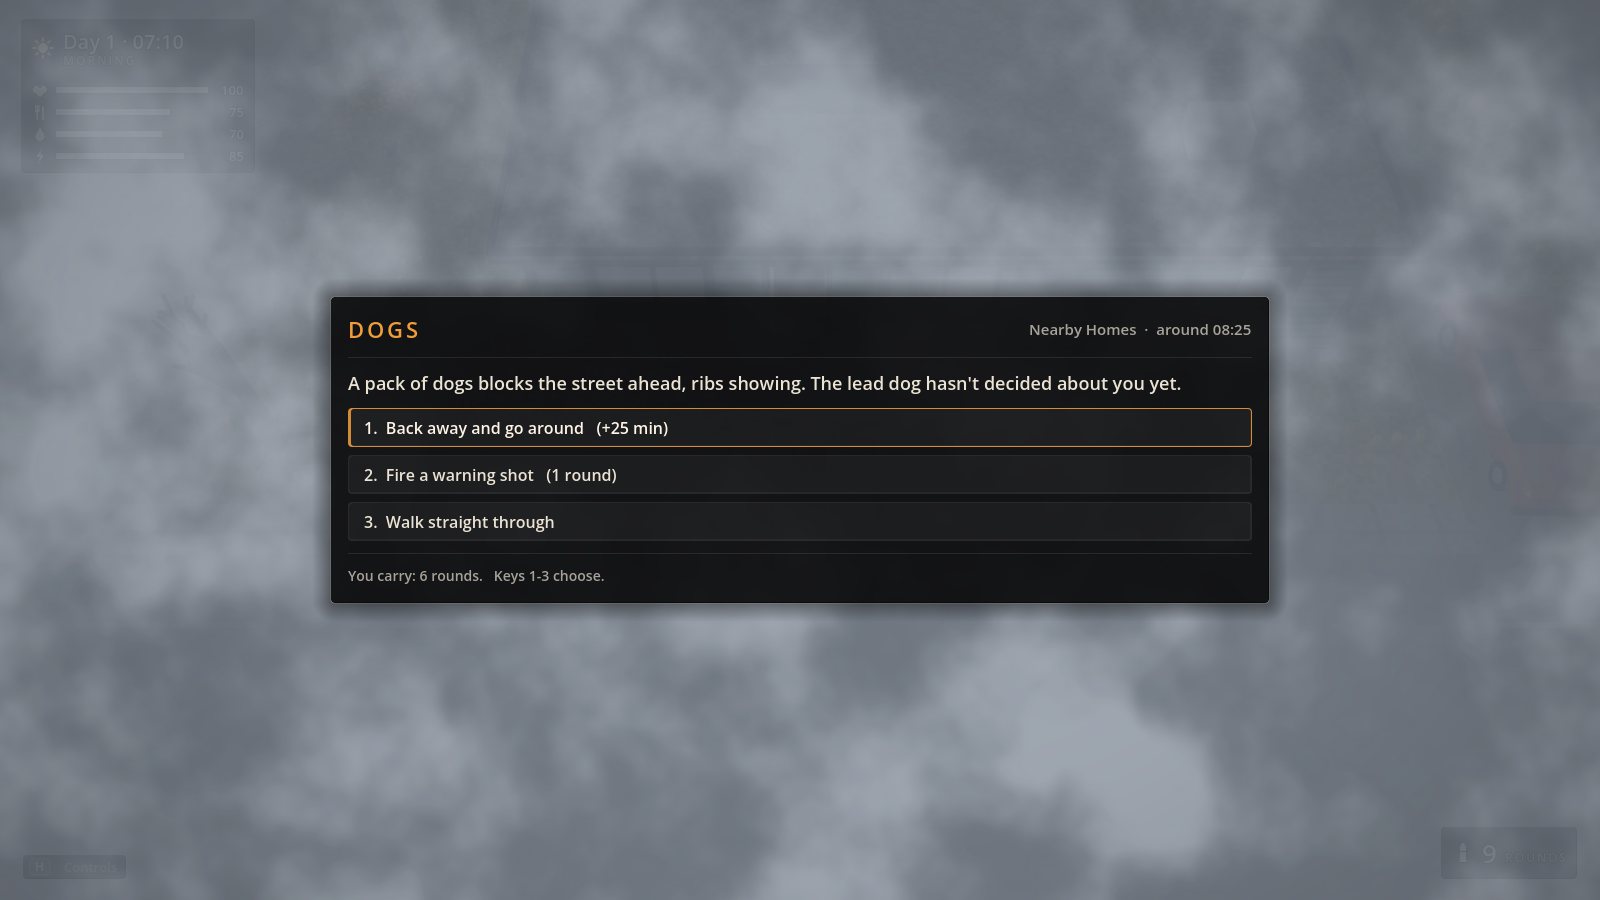 Day 1 · 07:10
MORNING
100
75
70
85
DOGS
Nearby Homes · around 08:25
A pack of dogs blocks the street ahead, ribs showing. The lead dog hasn't decided about you yet.
1. Back away and go around (+25 min)
2. Fire a warning shot (1 round)
3. Walk straight through
You carry: 6 rounds. Keys 1-3 choose.
H Controls
9 ROUNDS